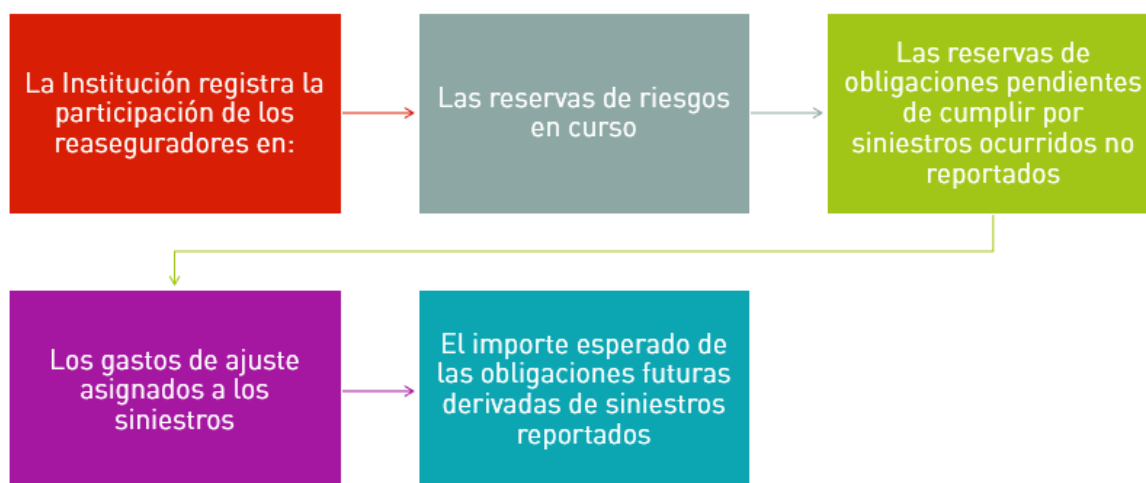 La Institución registra la
participación de los
reaseguradores en:
Las reservas de riesgos
en curso
Las reservas de
obligaciones pendientes
de cumplir por
siniestros ocurridos no
reportados
Los gastos de ajuste
asignados a los
siniestros
El importe esperado de
las obligaciones futuras
derivadas de siniestros
reportados